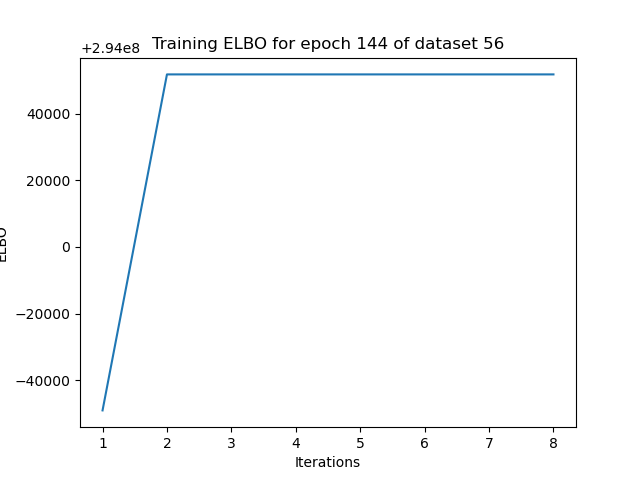 +2.94e8
Training ELBO for epoch 144 of dataset 56
40000
20000
0
−20000
−40000
ELBO
1 2 3 4 5 6 7 8
Iterations